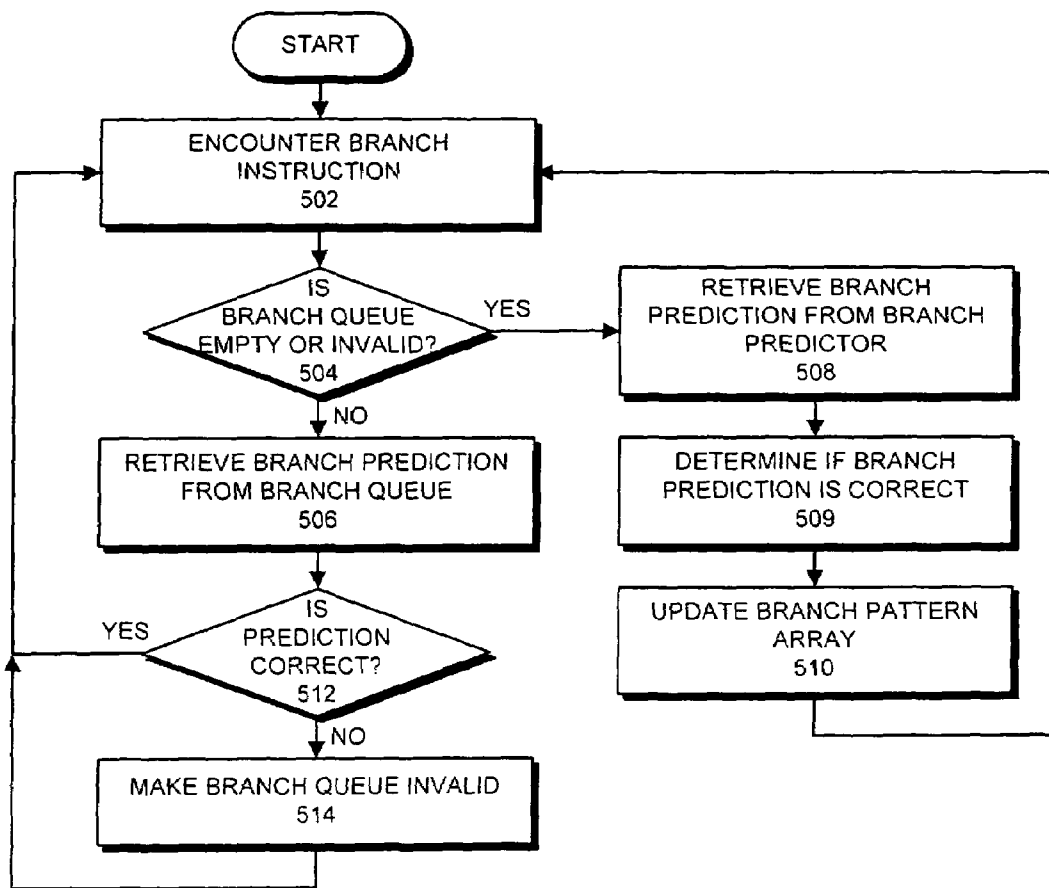 START
ENCOUNTER BRANCH
INSTRUCTION
502
IS
BRANCH QUEUE
EMPTY OR INVALID?
504
YES
NO
RETRIEVE BRANCH
PREDICTION FROM BRANCH
PREDICTOR
508
RETRIEVE BRANCH PREDICTION
FROM BRANCH QUEUE
506
DETERMINE IF BRANCH
PREDICTION IS CORRECT
509
IS
PREDICTION
CORRECT?
512
YES
NO
UPDATE BRANCH PATTERN
ARRAY
510
MAKE BRANCH QUEUE INVALID
514